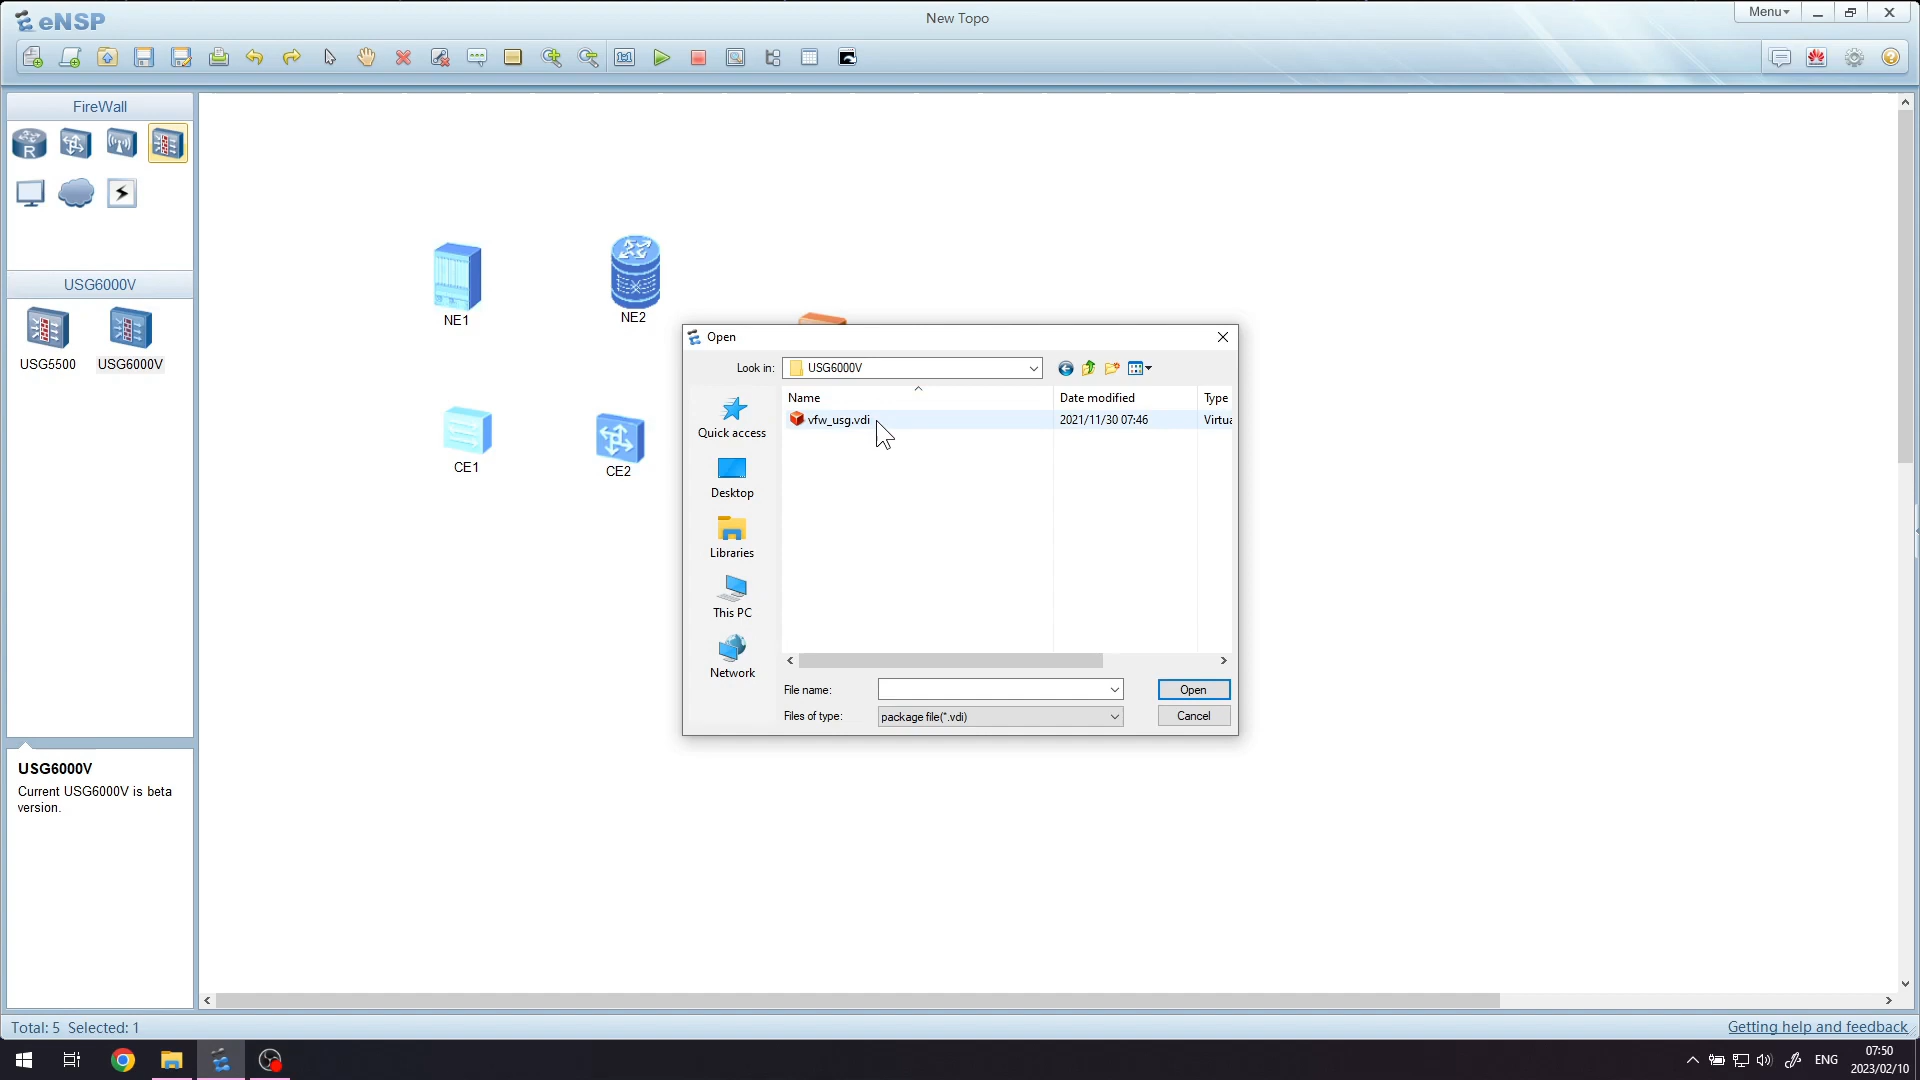 eNSP
New Topo
Menu
FireWall
R
USG6000V
USG5500
USG6000V
NE1
NE2
CE1
CE2
Open
Look in:
USG6000V
Quick access
Desktop
Libraries
This PC
Network
Name
Date modified
Type
vfw_usg.vdi
2021/11/30 07:46
Virtua
File name:
Open
Files of type:
package file(*.vdi)
Cancel
USG6000V
Current USG6000V is beta
version.
Total: 5 Selected: 1
Getting help and feedback
ENG
07:50
2023/02/10